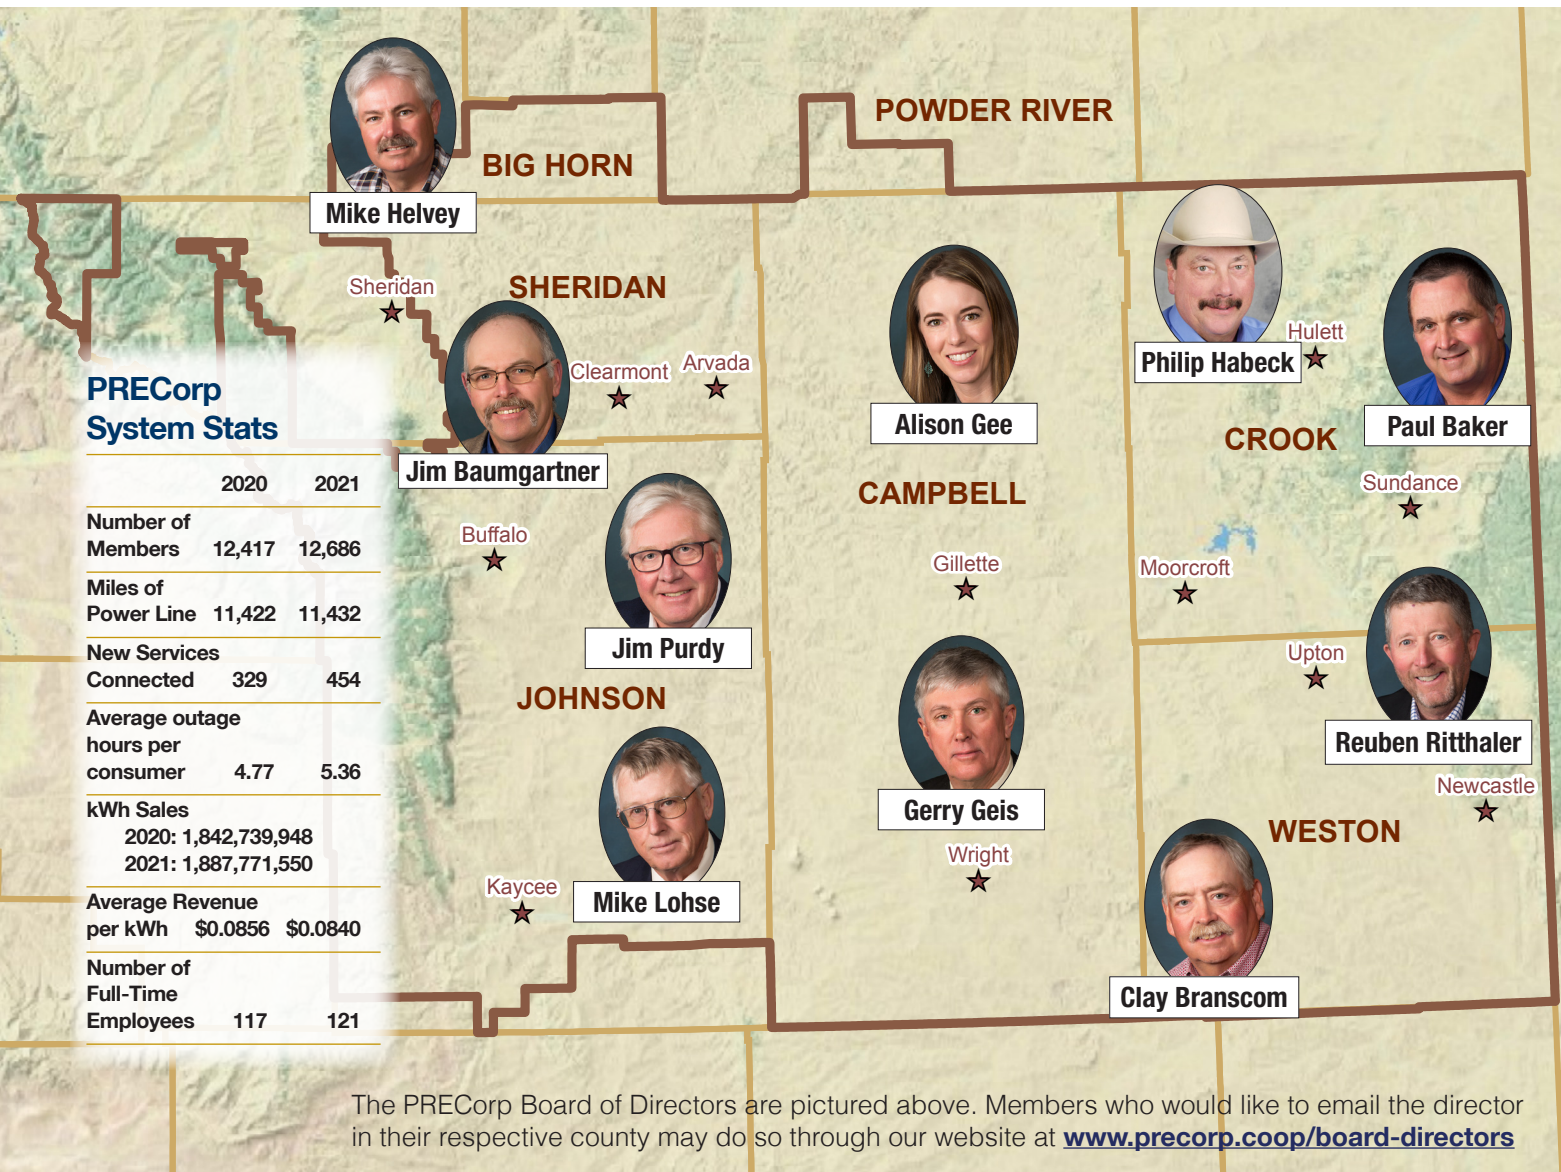 POWDER RIVER
BIG HORN
Mike Helvey
Sheridan
SHERIDAN
Hulett
Philip Habeck
Clearmont
Arvada
Alison Gee
Paul Baker
CROOK
Jim Baumgartner
Sundance
CAMPBELL
Buffalo
Gillette
Moorcroft
Jim Purdy
Upton
JOHNSON
Reuben Ritthaler
Newcastle
Gerry Geis
WESTON
Wright
Kaycee
Mike Lohse
Clay Branscom
PRECorp
System Stats
2020 2021
Number of
Members 12,417 12,686
Miles of
Power Line 11,422 11,432
New Services
Connected 329 454
Average outage
hours per
consumer 4.77 5.36
kWh Sales
2020: 1,842,739,948
2021: 1,887,771,550
Average Revenue
per kWh $0.0856 $0.0840
Number of
Full-Time
Employees 117 121
The PRECorp Board of Directors are pictured above. Members who would like to email the director
in their respective county may do so through our website at www.precorp.coop/board-directors